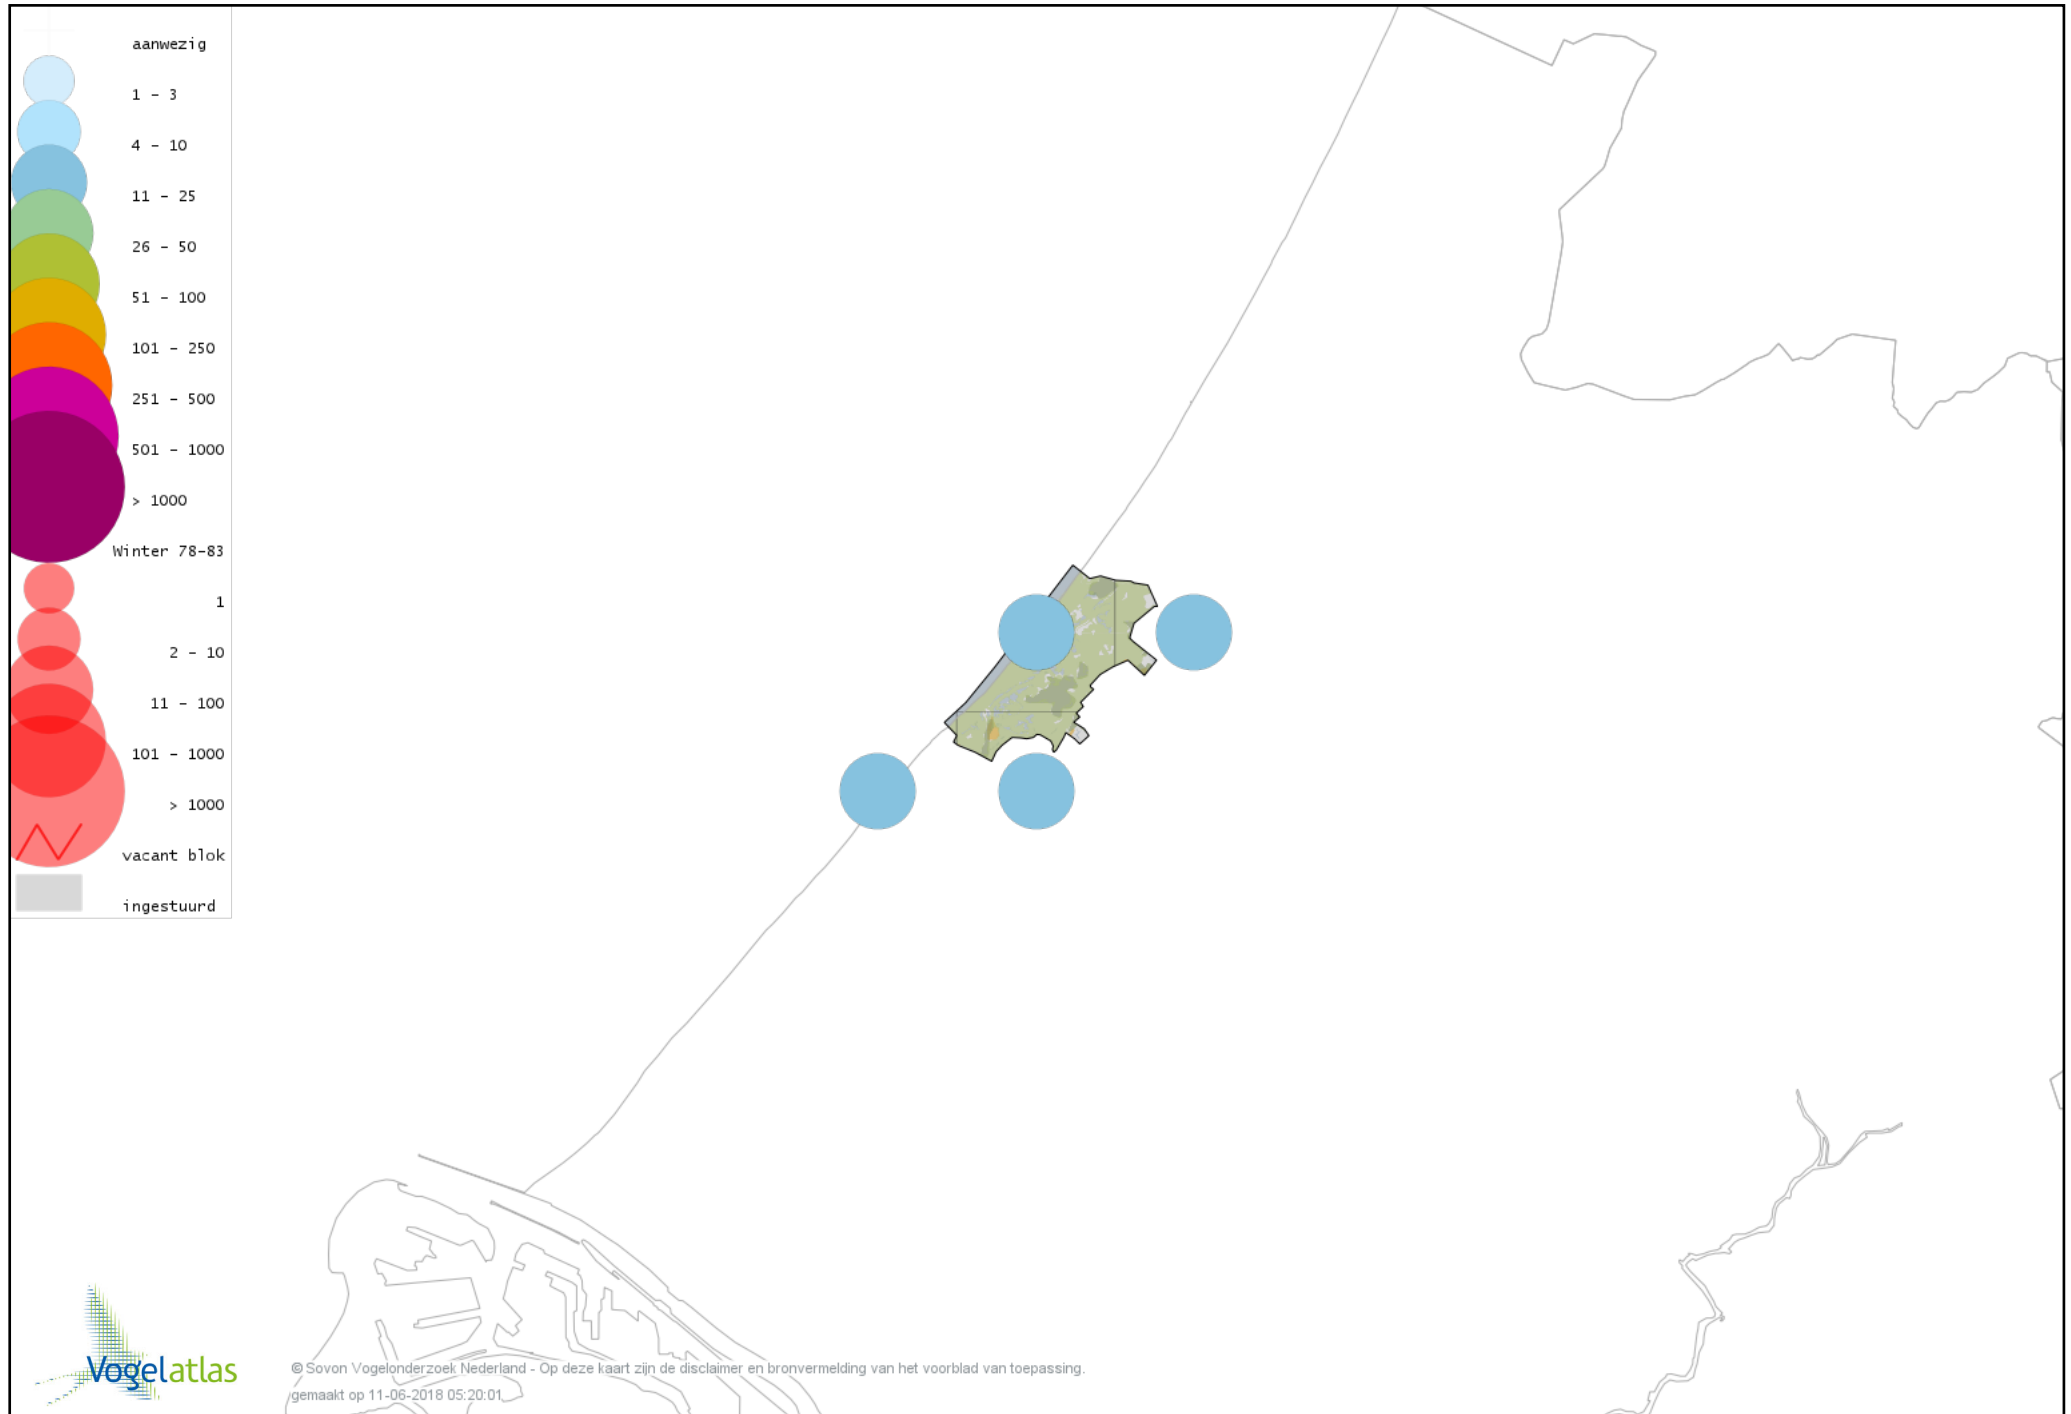 aanwezig
1 - 3
4 - 10
11 - 25
26 - 50
51 - 100
101 - 250
251 - 500
501 - 1000
> 1000
Winter 78-83
1
2 - 10
11 - 100
101 - 1000
> 1000
vacant blok
ingestuurd
Vogelatlas
© Sovon Vogelonderzoek Nederland - Op deze kaart zijn de disclaimer en bronvermelding van het voorblad van toepassing.
gemaakt op 11-06-2018 05:20:01